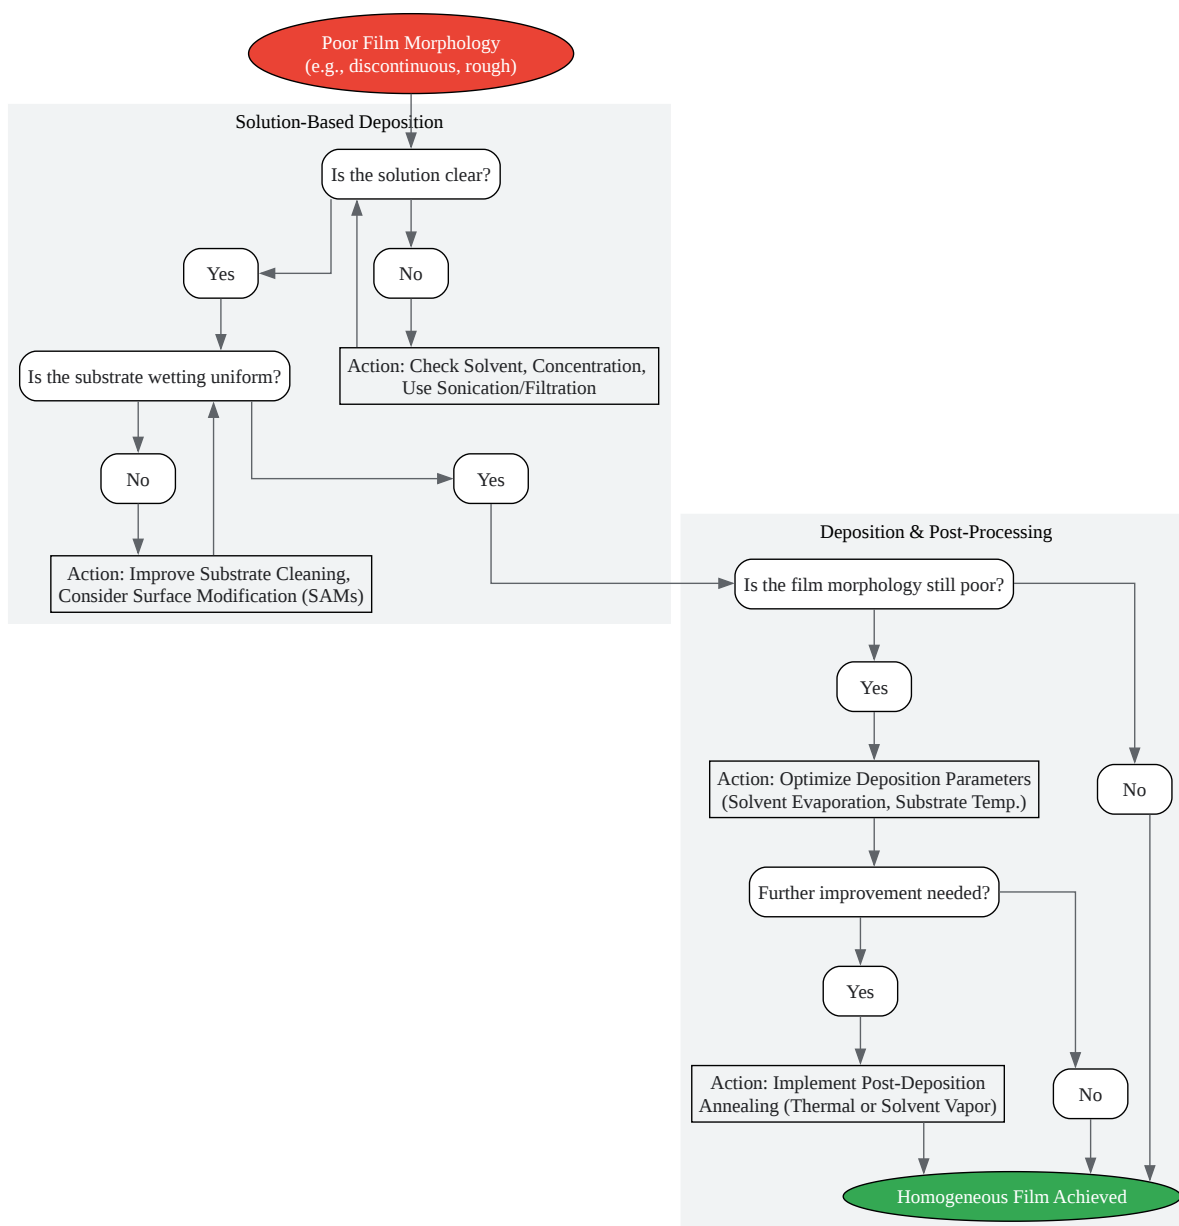 Poor Film Morphology
(e.g., discontinuous, rough)
Solution-Based Deposition
Is the solution clear?
Yes
No
Is the substrate wetting uniform?
Action: Check Solvent, Concentration,
Use Sonication/Filtration
No
Yes
Action: Improve Substrate Cleaning,
Consider Surface Modification (SAMs)
Deposition & Post-Processing
Is the film morphology still poor?
Yes
Action: Optimize Deposition Parameters
(Solvent Evaporation, Substrate Temp.)
No
Further improvement needed?
Yes
Action: Implement Post-Deposition
Annealing (Thermal or Solvent Vapor)
No
Homogeneous Film Achieved